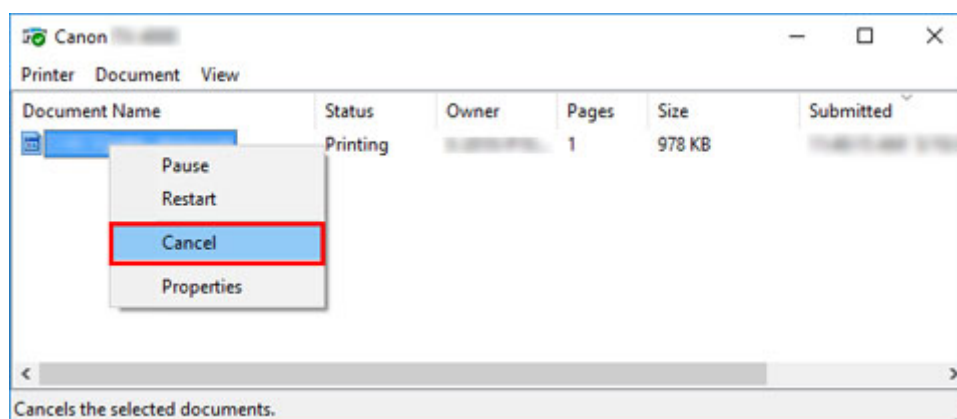 Canon
Printer Document View
Document Name Status Owner Pages Size Submitted
Printing 1 978 KB
Pause
Restart
Cancel
Properties
Cancels the selected documents.